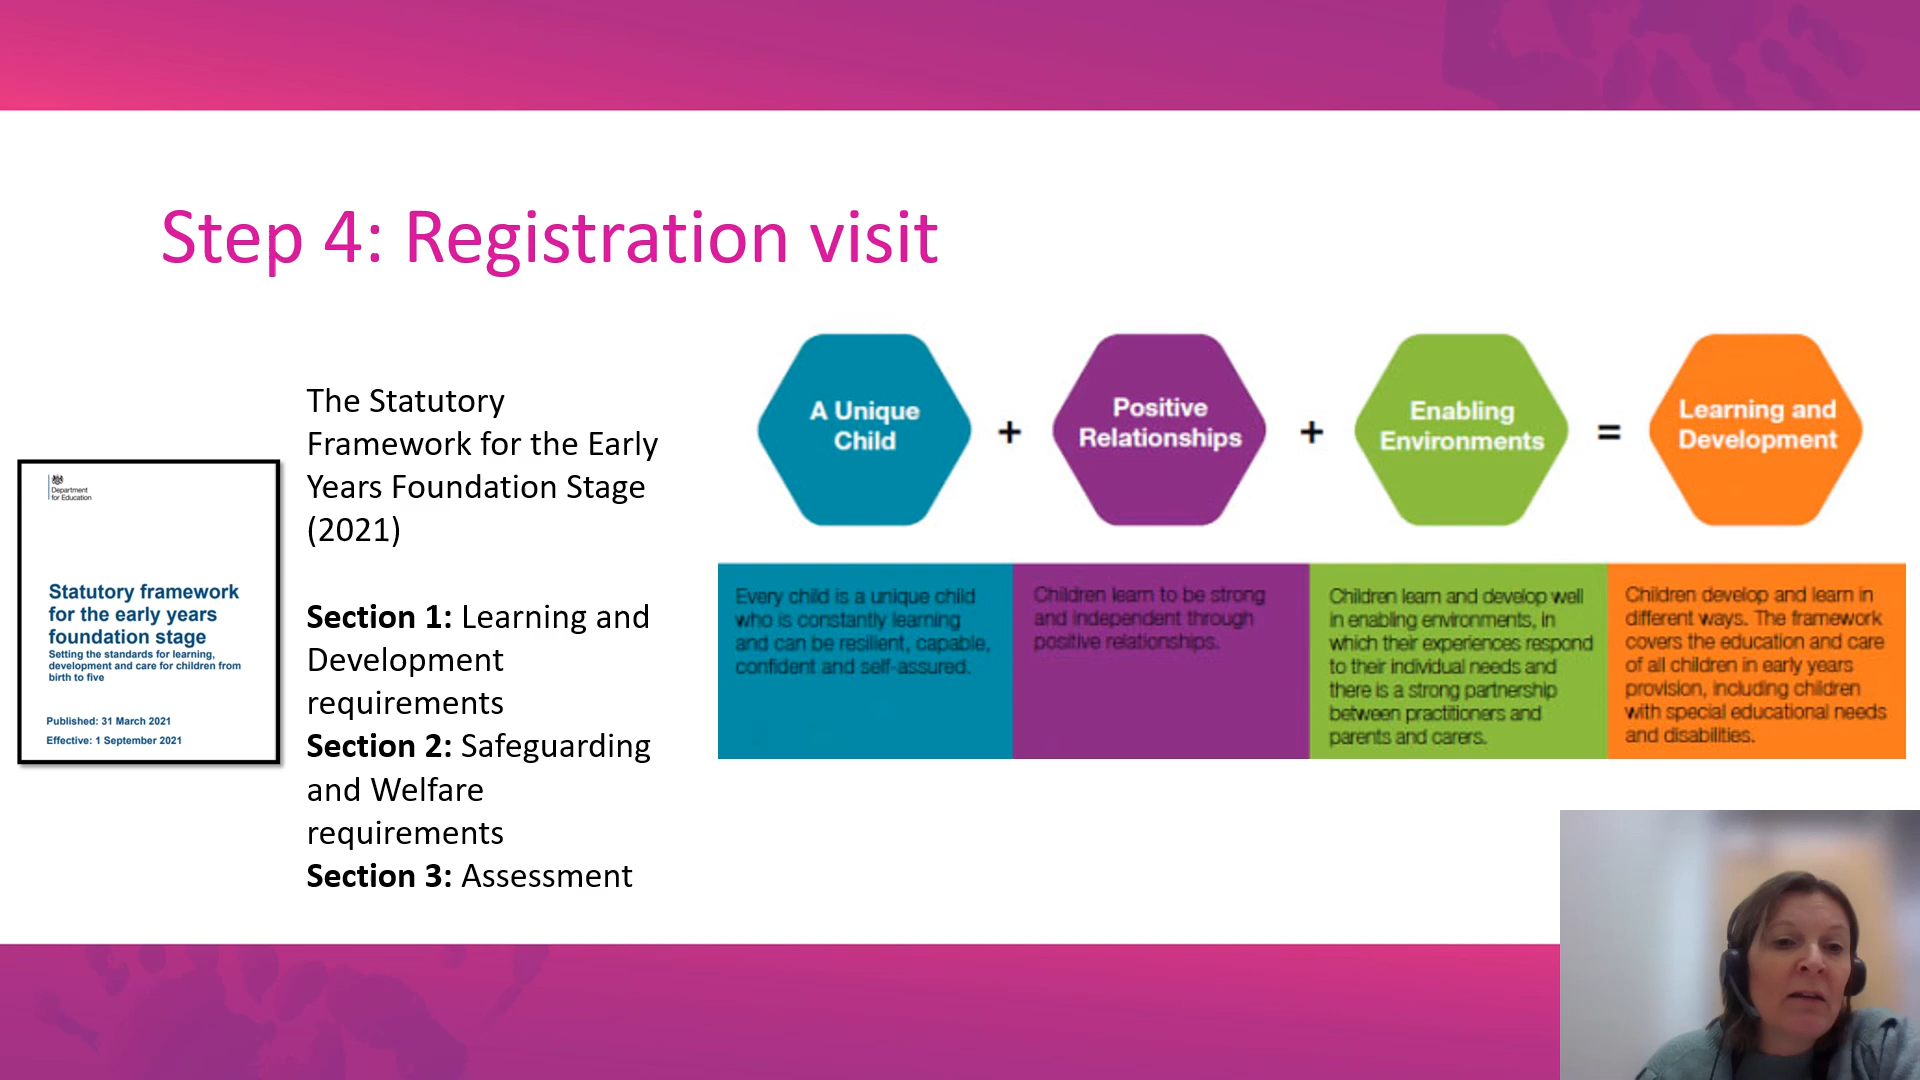 Step 4: Registration visit
Department
for Education
Statutory framework
for the early years
foundation stage
Setting the standards for learning,
development and care for children from
birth to five
Published: 31 March 2021
Effective: 1 September 2021
The Statutory
Framework for the Early
Years Foundation Stage
(2021)
Section 1: Learning and
Development
requirements
Section 2: Safeguarding
and Welfare
requirements
Section 3: Assessment
A Unique
Child
+
Positive
Relationships
+
Enabling
Environments
=
Learning and
Development
Every child is a unique child
who is constantly learning
and can be resilient, capable,
confident and self-assured.
Children learn to be strong
and independent through
positive relationships.
Children learn and develop well
in enabling environments, in
which their experiences respond
to their individual needs and
there is a strong partnership
between practitioners and
parents and carers.
Children develop and learn in
different ways. The framework
covers the education and care
of all children in early years
provision, including children
with special educational needs
and disabilities.